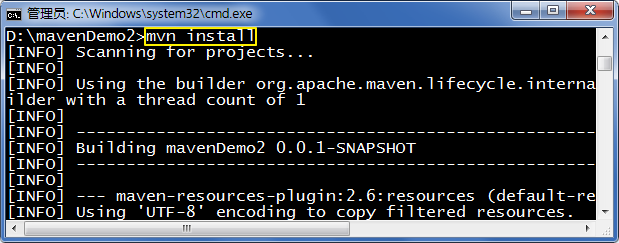 管理员: C:\Windows\system32\cmd.exe
D:\mavenDemo2>mvn install
[INFO] Scanning for projects...
[INFO]
[INFO] Using the builder org.apache.maven.lifecycle.interna
ilder with a thread count of 1
[INFO]
[INFO] ------------------------------------------------------
[INFO] Building mavenDemo2 0.0.1-SNAPSHOT
[INFO] ------------------------------------------------------
[INFO]
[INFO] --- maven-resources-plugin:2.6:resources (default-re
[INFO] Using 'UTF-8' encoding to copy filtered resources.